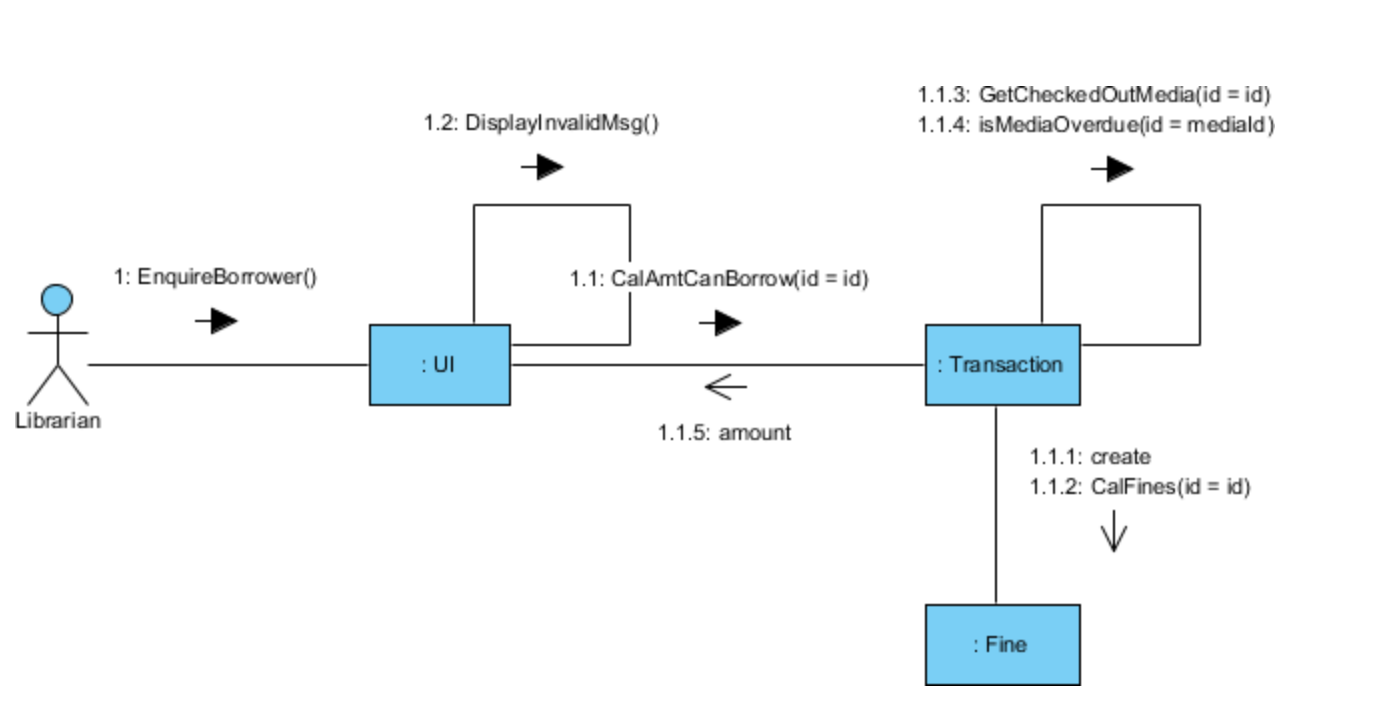 1.1.3: GetCheckedOutMedia(id = id)
1.2: DisplayInvalidMsg()
1.1.4: isMediaOverdue(id = mediaId)
1: EnquireBorrower()
1.1: CalAmtCanBorrow(id = id)
: UI
: Transaction
Librarian
1.1.5: amount
1.1.1: create
1.1.2: CalFines(id = id)
: Fine